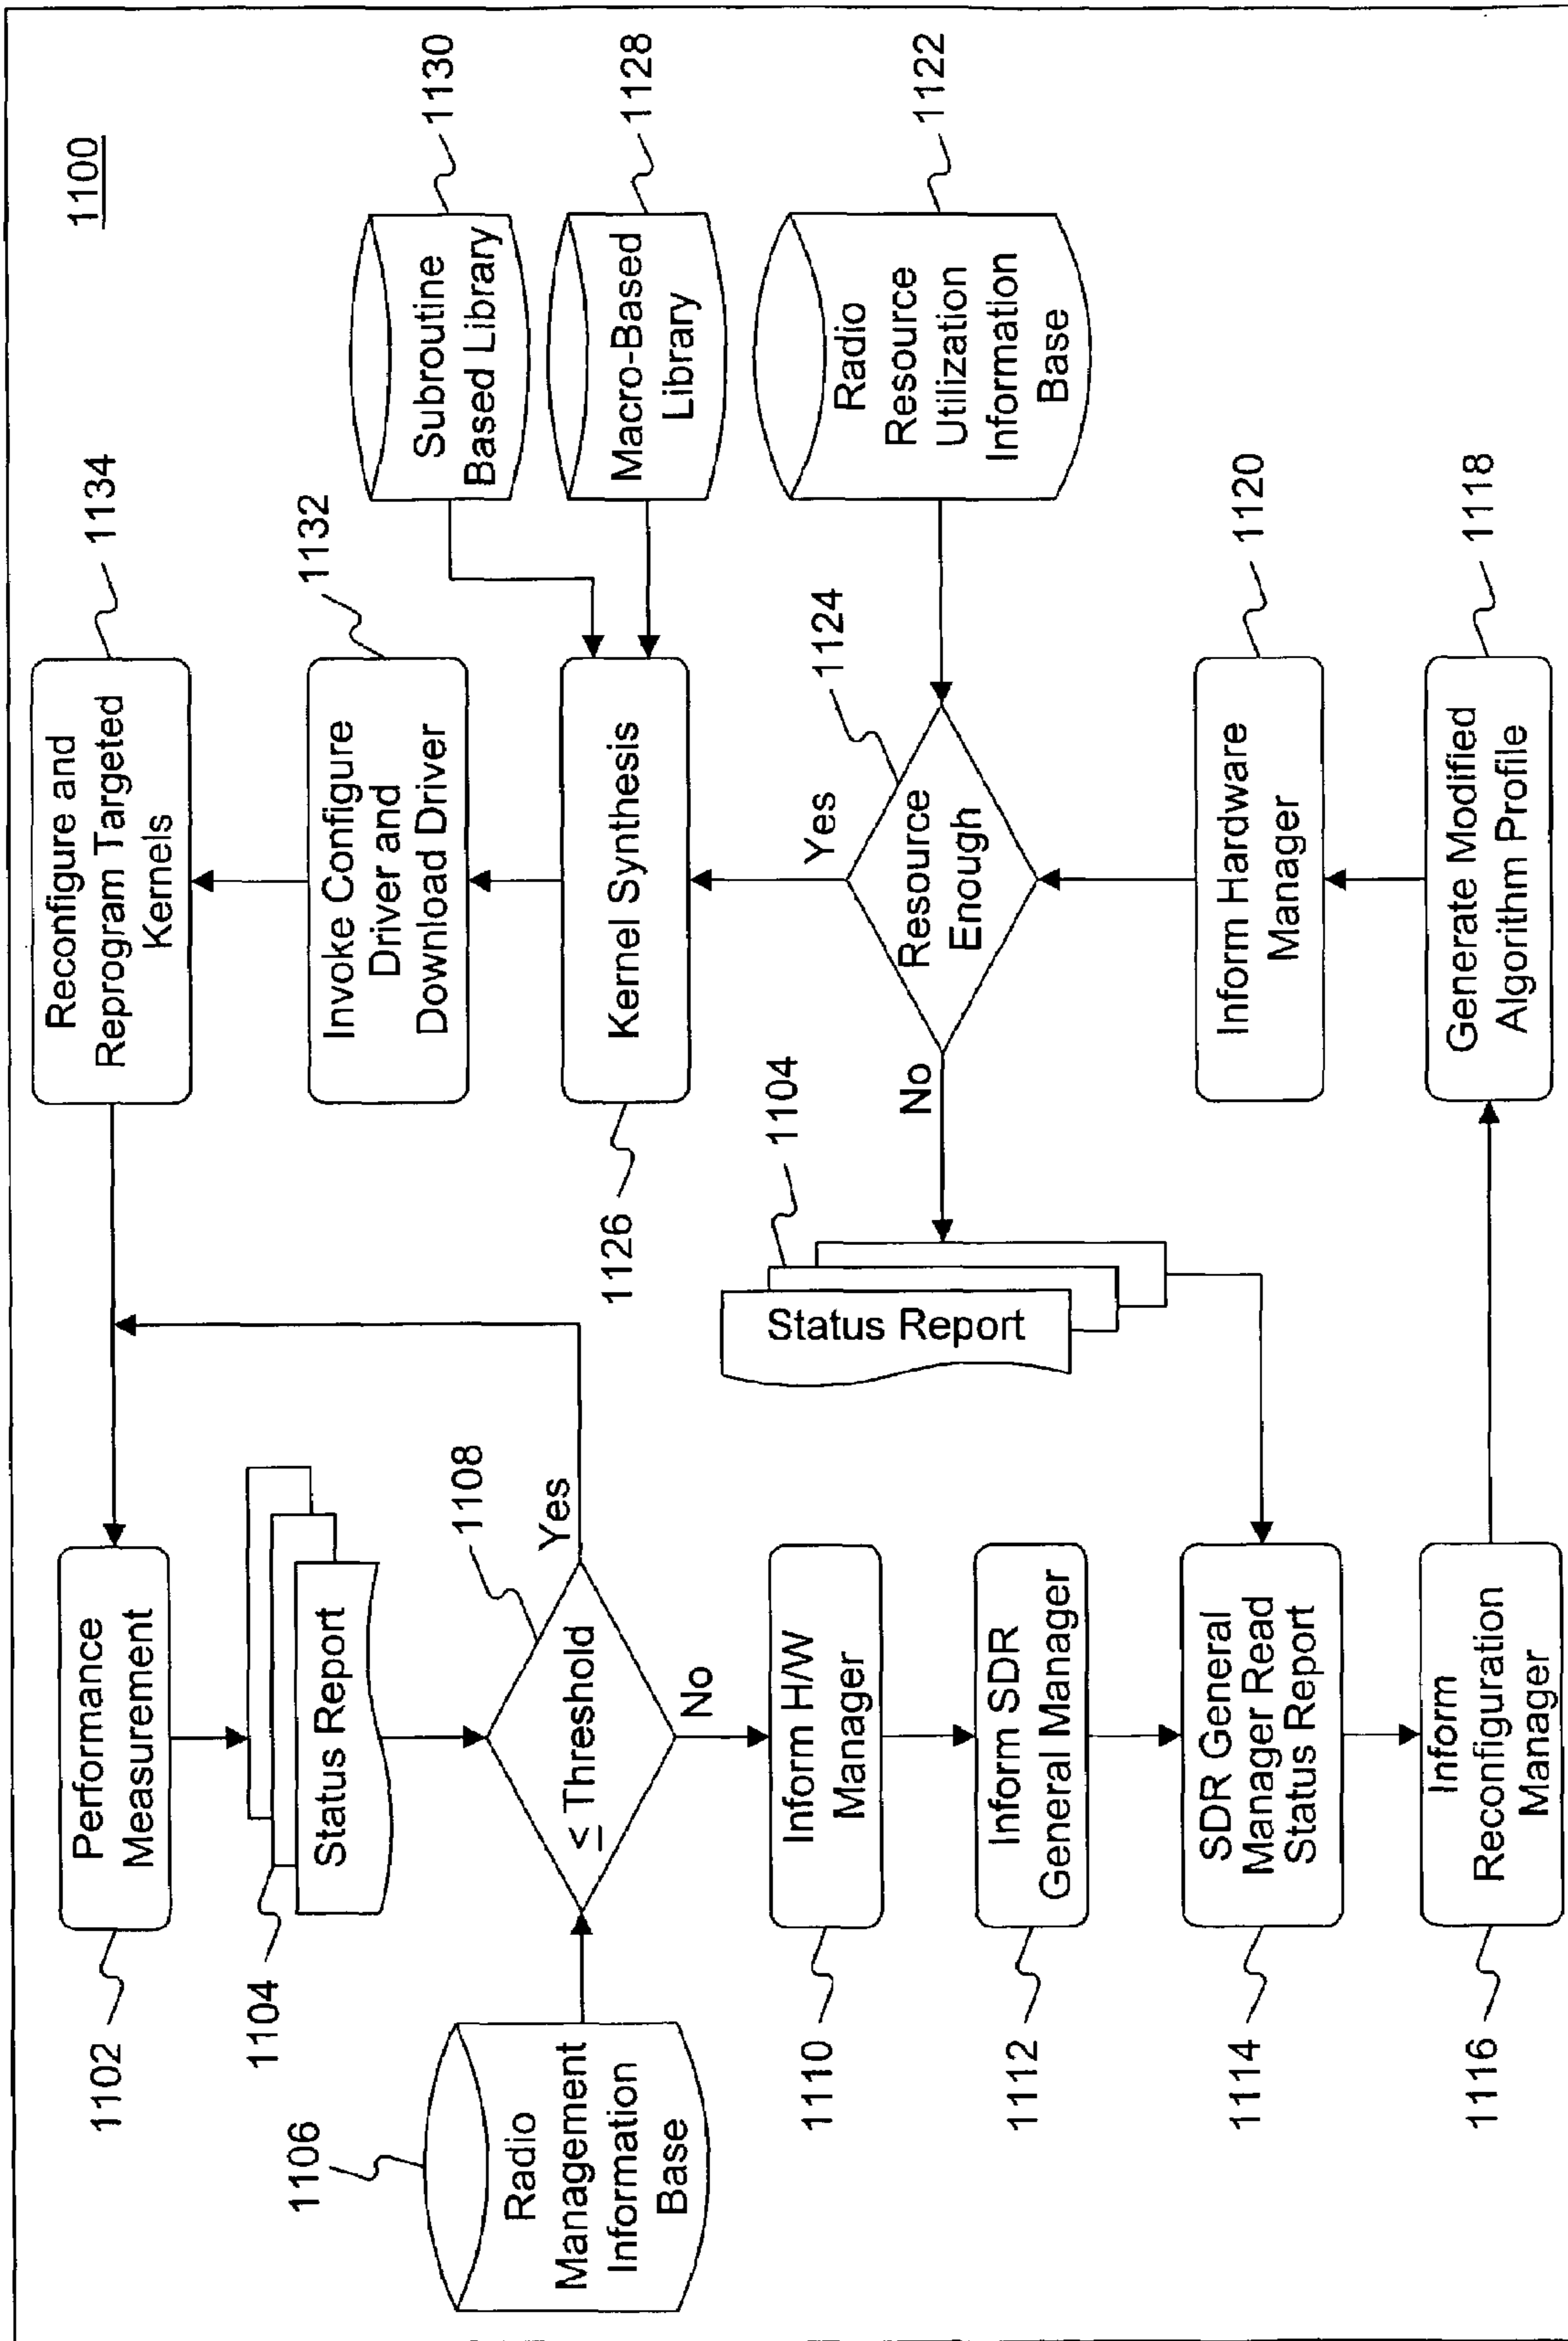 1100
Performance
Measurement
1102
Status Report
1104
Radio
Management
Information
Base
1106
≤ Threshold
1108
Yes
No
Inform H/W
Manager
1110
Inform SDR
General Manager
1112
SDR General
Manager Read
Status Report
1114
Inform
Reconfiguration
Manager
1116
Generate Modified
Algorithm Profile
1118
Inform Hardware
Manager
1120
Radio
Resource
Utilization
Information
Base
1122
Resource
Enough
1124
Yes
No
Status Report
1104
Kernel Synthesis
1126
Macro-Based
Library
1128
Subroutine
Based Library
1130
Invoke Configure
Driver and
Download Driver
1132
Reconfigure and
Reprogram Targeted
Kernels
1134